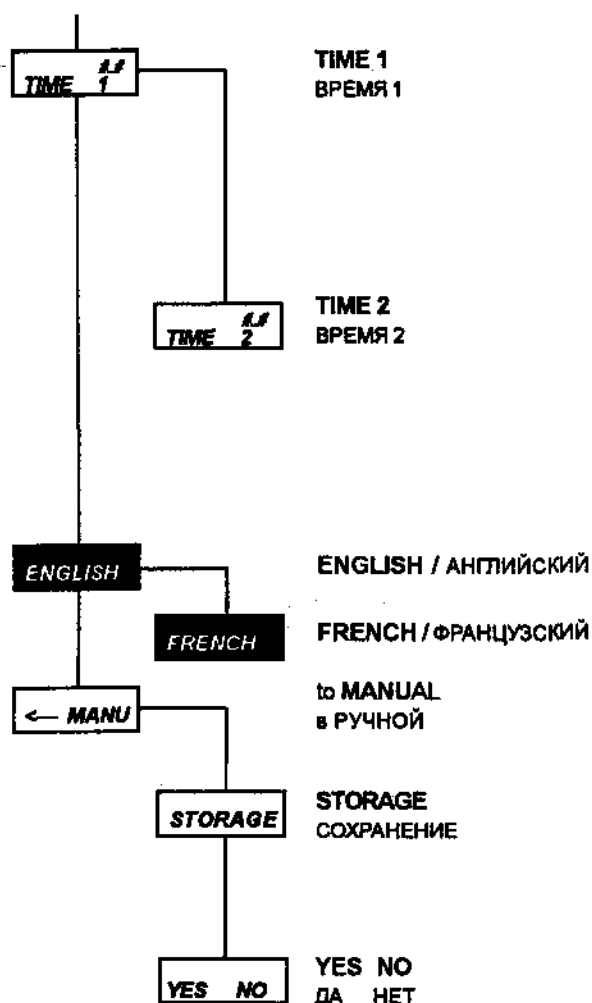 #.#
TIME 1
TIME 1
ВРЕМЯ 1
#.#
TIME 2
TIME 2
ВРЕМЯ 2
ENGLISH
ENGLISH / АНГЛИЙСКИЙ
FRENCH
FRENCH / ФРАНЦУЗСКИЙ
<— MANU
to MANUAL
в РУЧНОЙ
STORAGE
STORAGE
СОХРАНЕНИЕ
YES NO
YES NO
ДА НЕТ